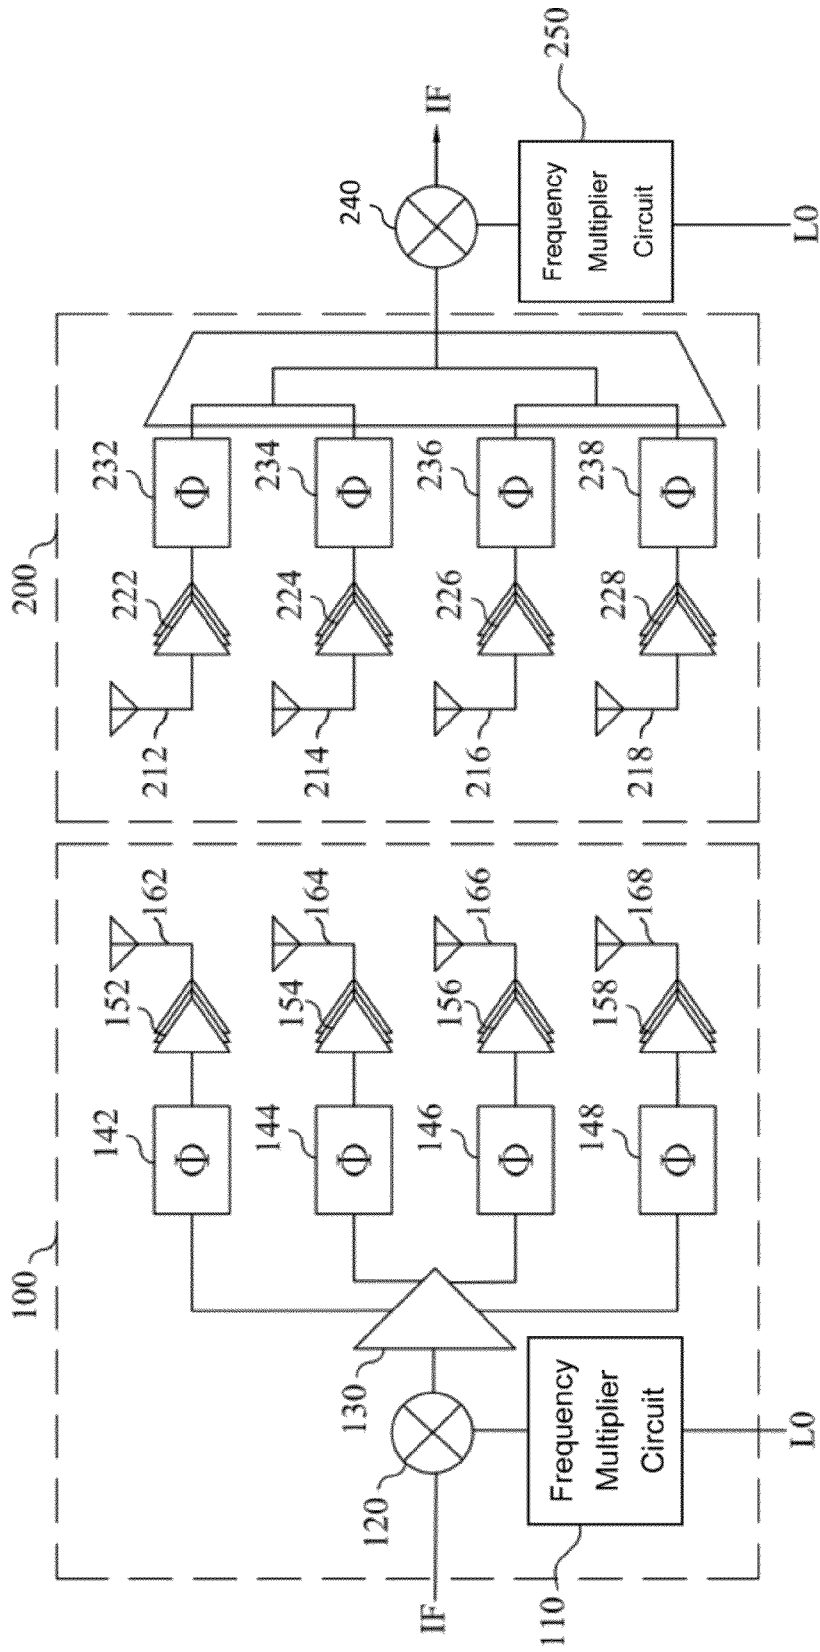 100
200
IF
120
130
110
Frequency
Multiplier
Circuit
L0
142
Φ
152
162
144
Φ
154
164
146
Φ
156
166
148
Φ
158
168
212
222
232
Φ
214
224
234
Φ
216
226
236
Φ
218
228
238
Φ
240
IF
250
Frequency
Multiplier
Circuit
L0